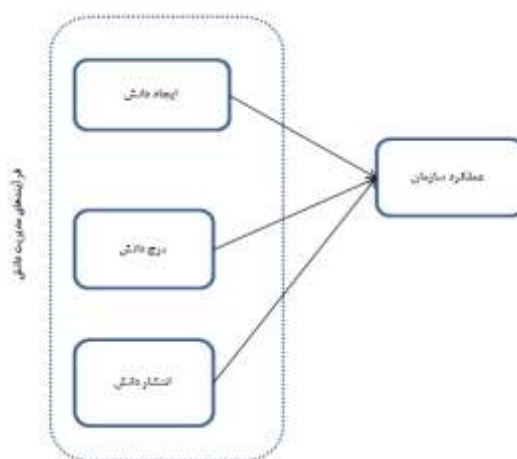 ایجاد دانش
عملکرد سازمان
فرآیندهای مدیریت دانش
درج دانش
انتشار دانش